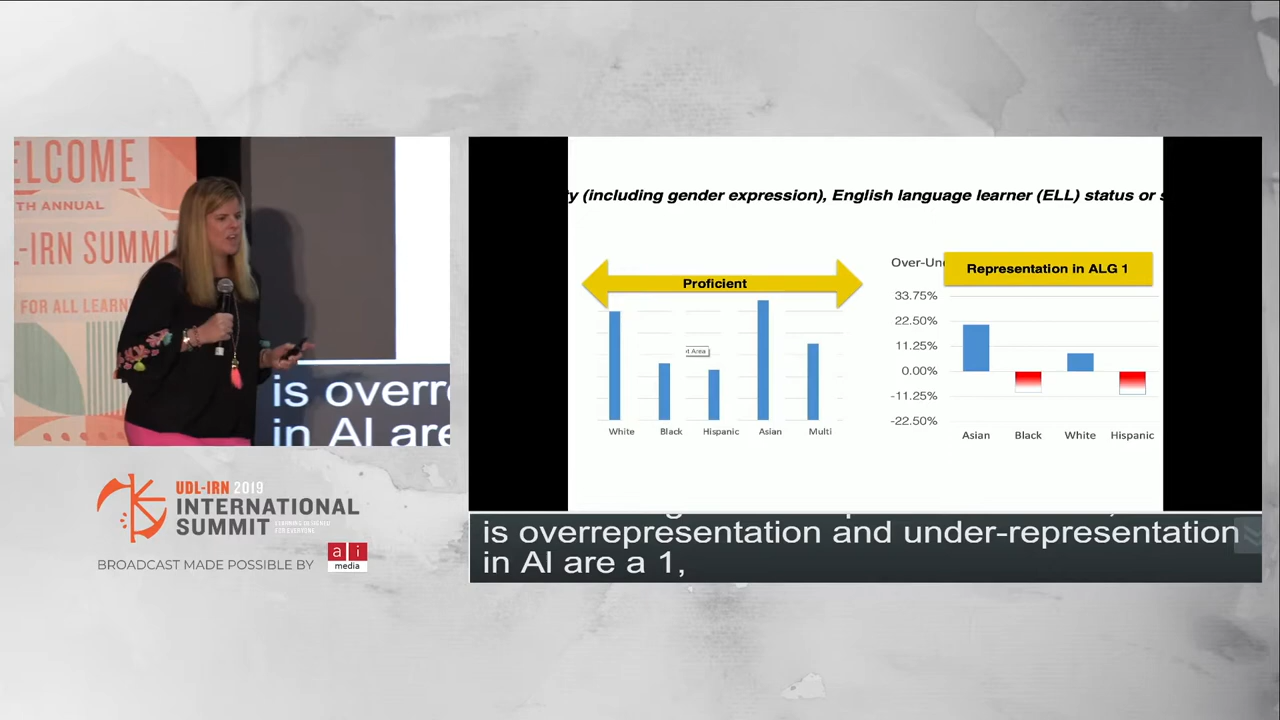 ELCOME
TH ANNUAL
L-IRN SUMMI
FOR ALL LEARN
is overr
in AI are
UDL-IRN 2019
INTERNATIONAL
SUMMIT
BROADCAST MADE POSSIBLE BY
ai
media
y (including gender expression), English language learner (ELL) status or s
Proficient
et Area
White Black Hispanic Asian Multi
Over-Un
Representation in ALG 1
33.75%
22.50%
11.25%
0.00%
-11.25%
-22.50%
Asian Black White Hispanic
is overrepresentation and under-representation
in AI are a 1,